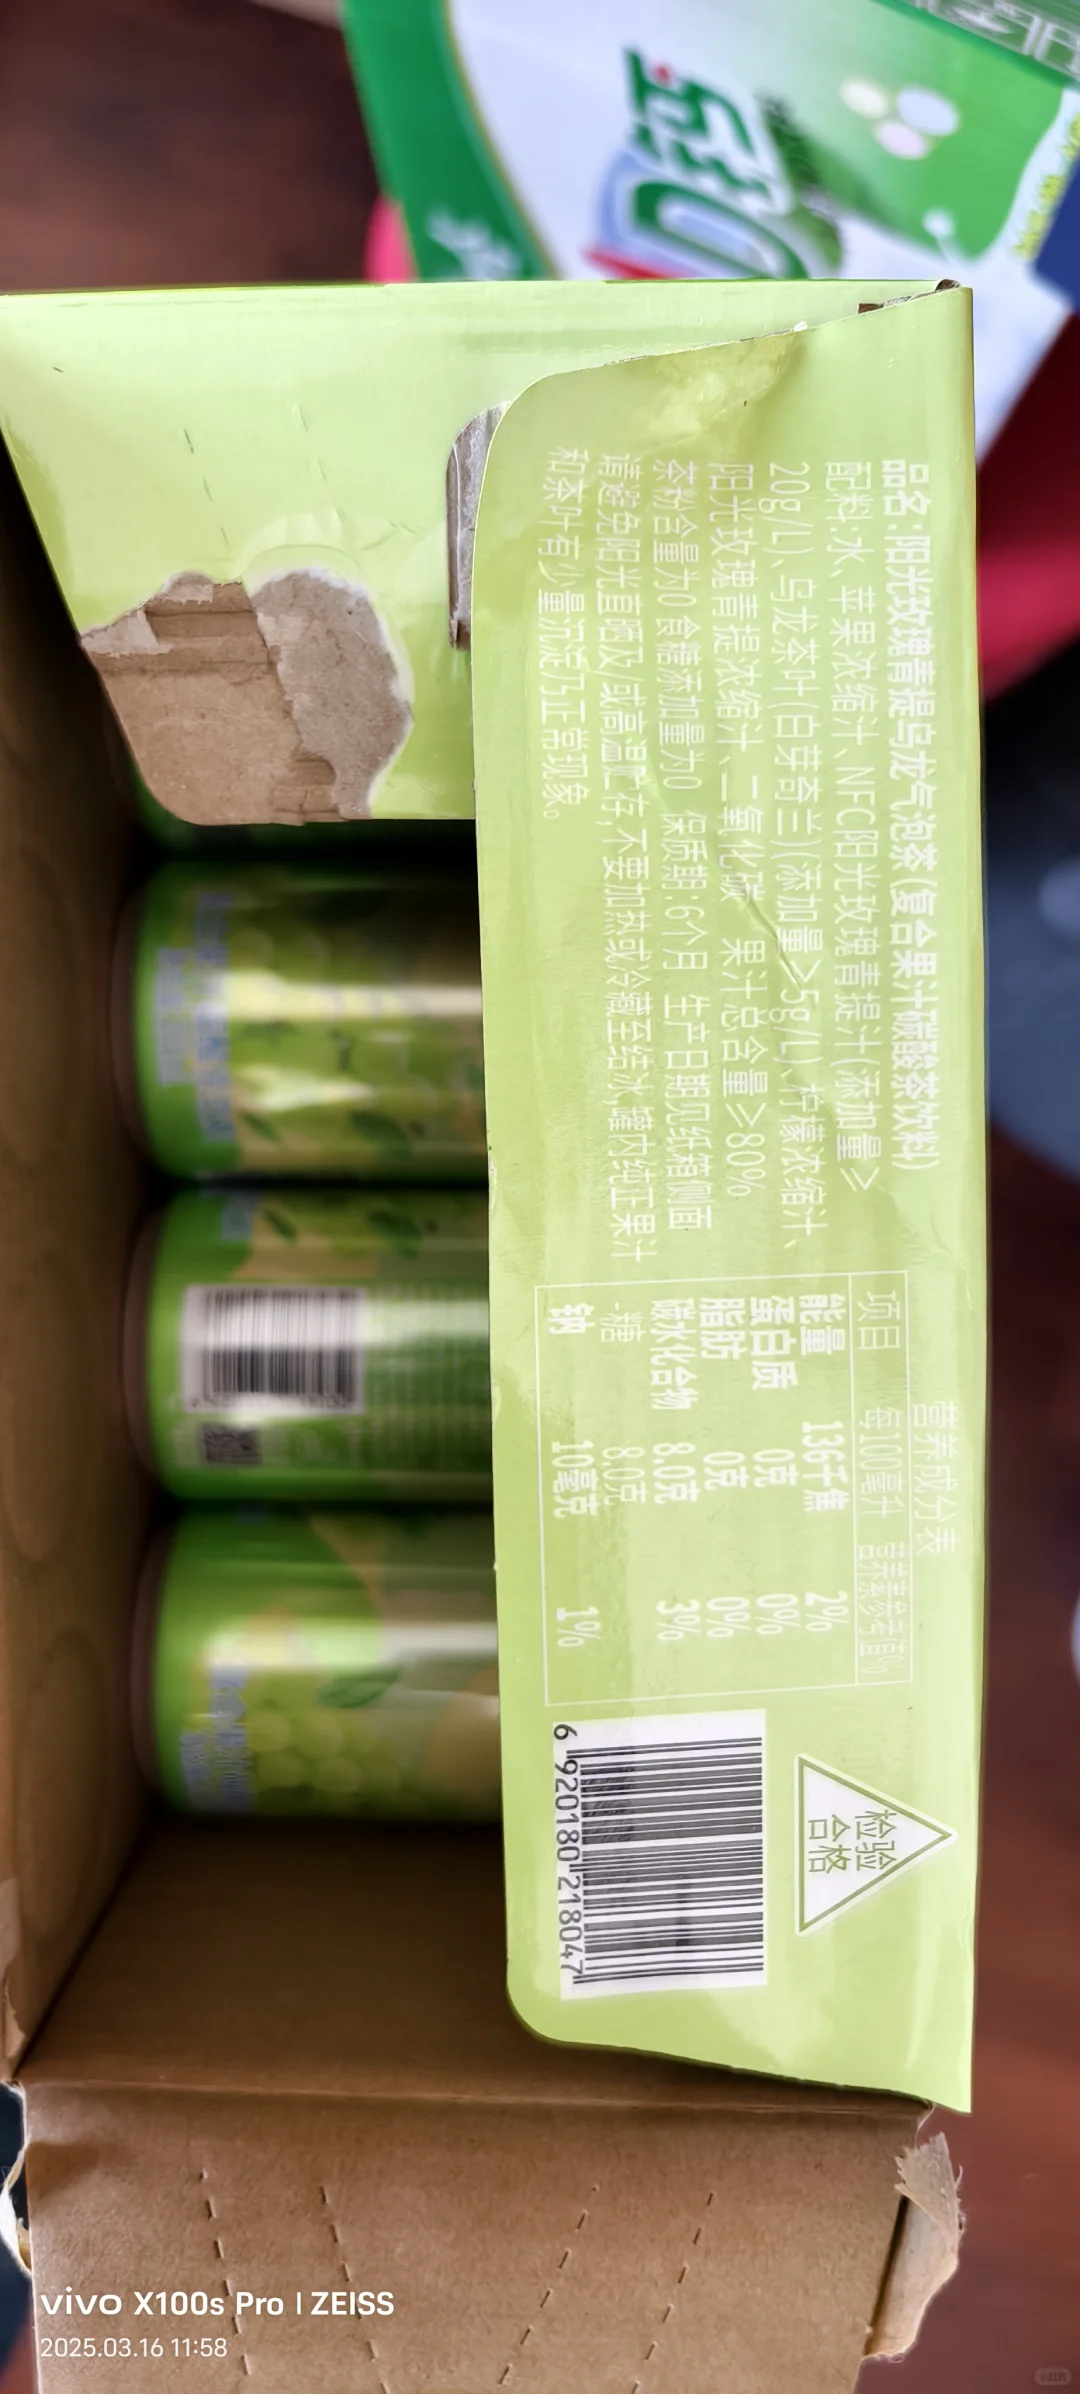 品名:阳光玫瑰青提乌龙气泡茶(复合果汁碳酸茶饮料)
配料:水、苹果浓缩汁、NFC阳光玫瑰青提汁(添加量≥
20g/L)、乌龙茶叶(白芽奇兰)(添加量≥5g/L)、柠檬浓缩汁、
阳光玫瑰青提浓缩汁、二氧化碳 果汁总含量≥80%
茶粉含量为0 食糖添加量为0 保质期:6个月 生产日期见纸箱侧面
请避免阳光直晒及/或高温贮存,不要加热或冷藏至结冰,罐内纯正果汁
和茶叶有少量沉淀乃正常现象。
营养成分表
项目 每100毫升 营养素参考值%
能量 136千焦 2%
蛋白质 0克 0%
脂肪 0克 0%
碳水化合物 8.0克 3%
-糖 8.0克
钠 10毫克 1%
检验
合格
6 920180 218047
vivo X100s Pro | ZEISS
2025.03.16 11:58